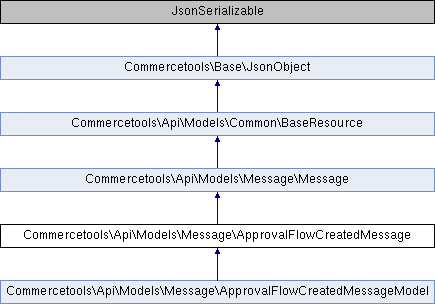 JsonSerializable
Commercetools\Base\JsonObject
Commercetools\Api\Models\Common\BaseResource
Commercetools\Api\Models\Message\Message
Commercetools\Api\Models\Message\ApprovalFlowCreatedMessage
Commercetools\Api\Models\Message\ApprovalFlowCreatedMessageModel